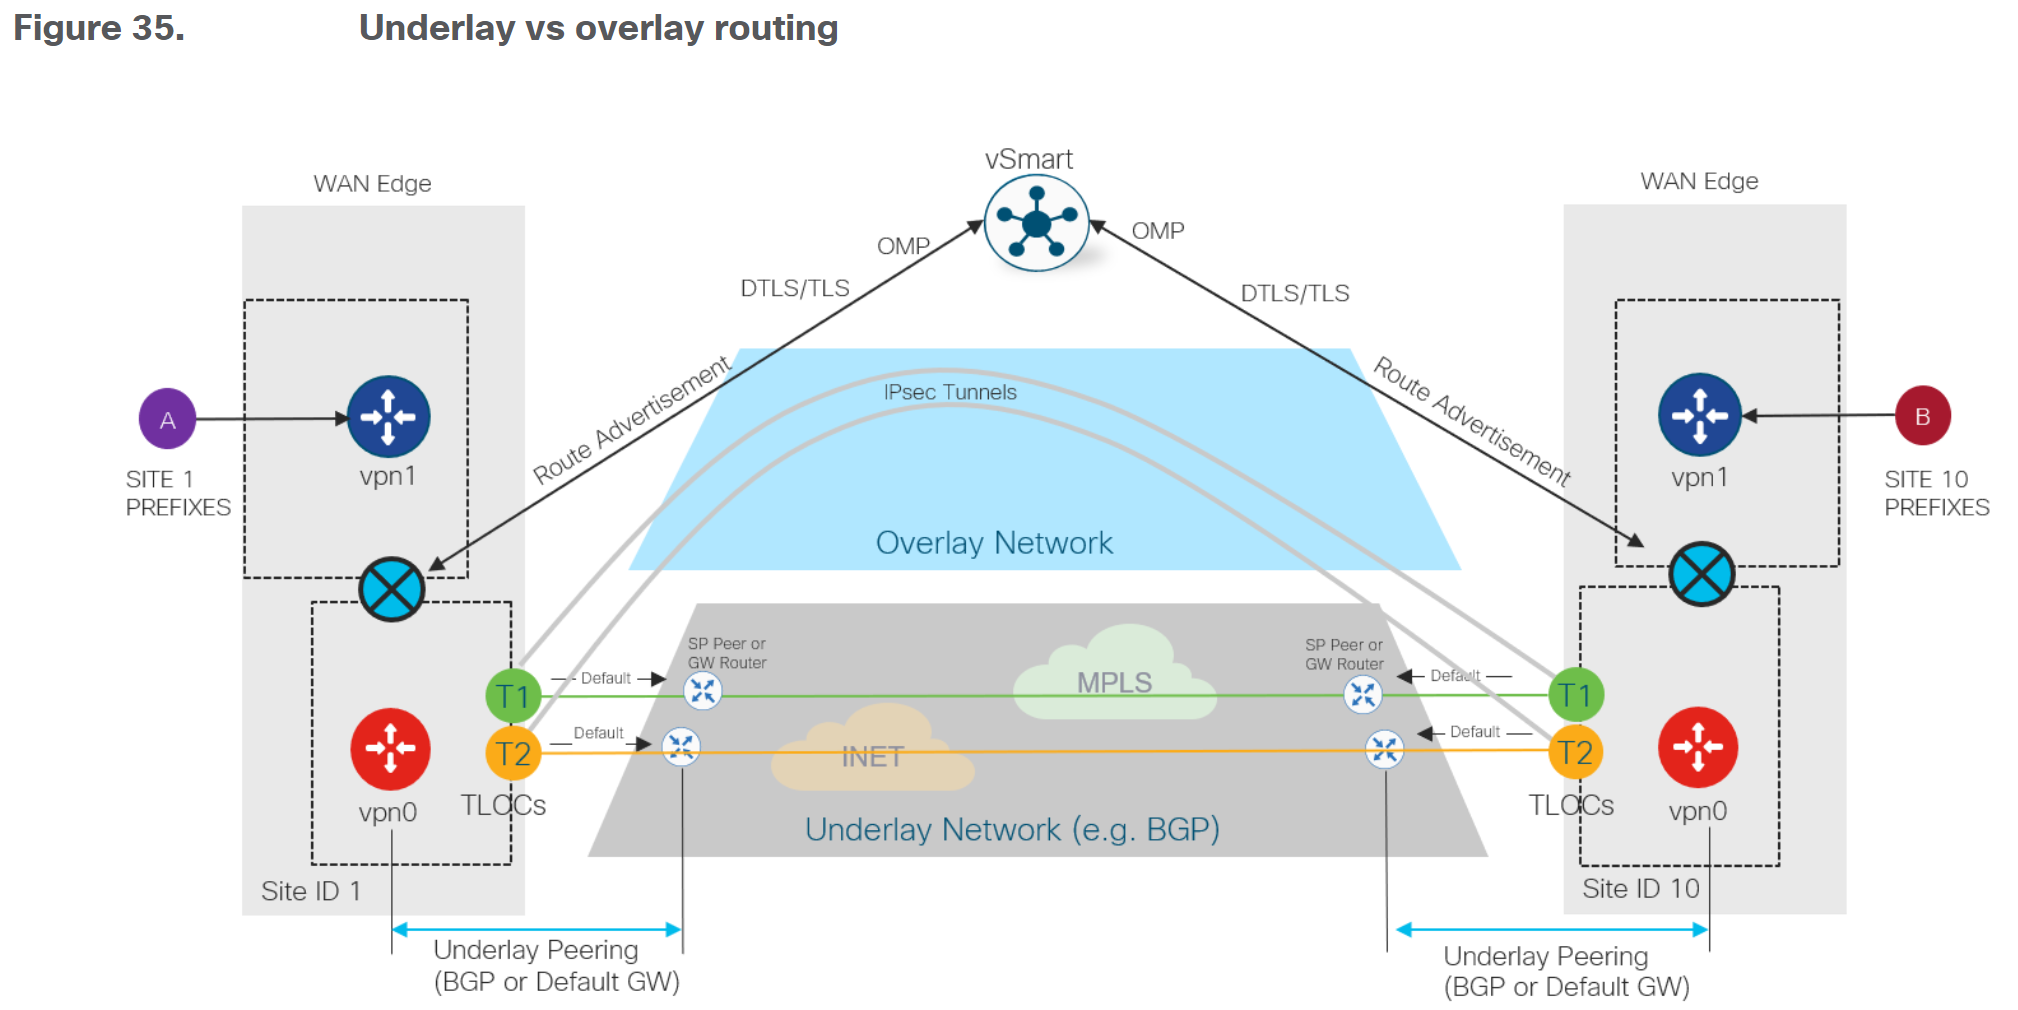 Figure 35. Underlay vs overlay routing
vSmart
WAN Edge
WAN Edge
OMP
OMP
DTLS/TLS
DTLS/TLS
Route Advertisement
Route Advertisement
IPsec Tunnels
A
vpn1
SITE 1
PREFIXES
vpn1
B
SITE 10
PREFIXES
Overlay Network
SP Peer or
GW Router
SP Peer or
GW Router
T1
Default
MPLS
Default
T1
T2
Default
INET
Default
T2
TLOCs
vpn0
TLOCs
vpn0
Underlay Network (e.g. BGP)
Site ID 1
Site ID 10
Underlay Peering
(BGP or Default GW)
Underlay Peering
(BGP or Default GW)